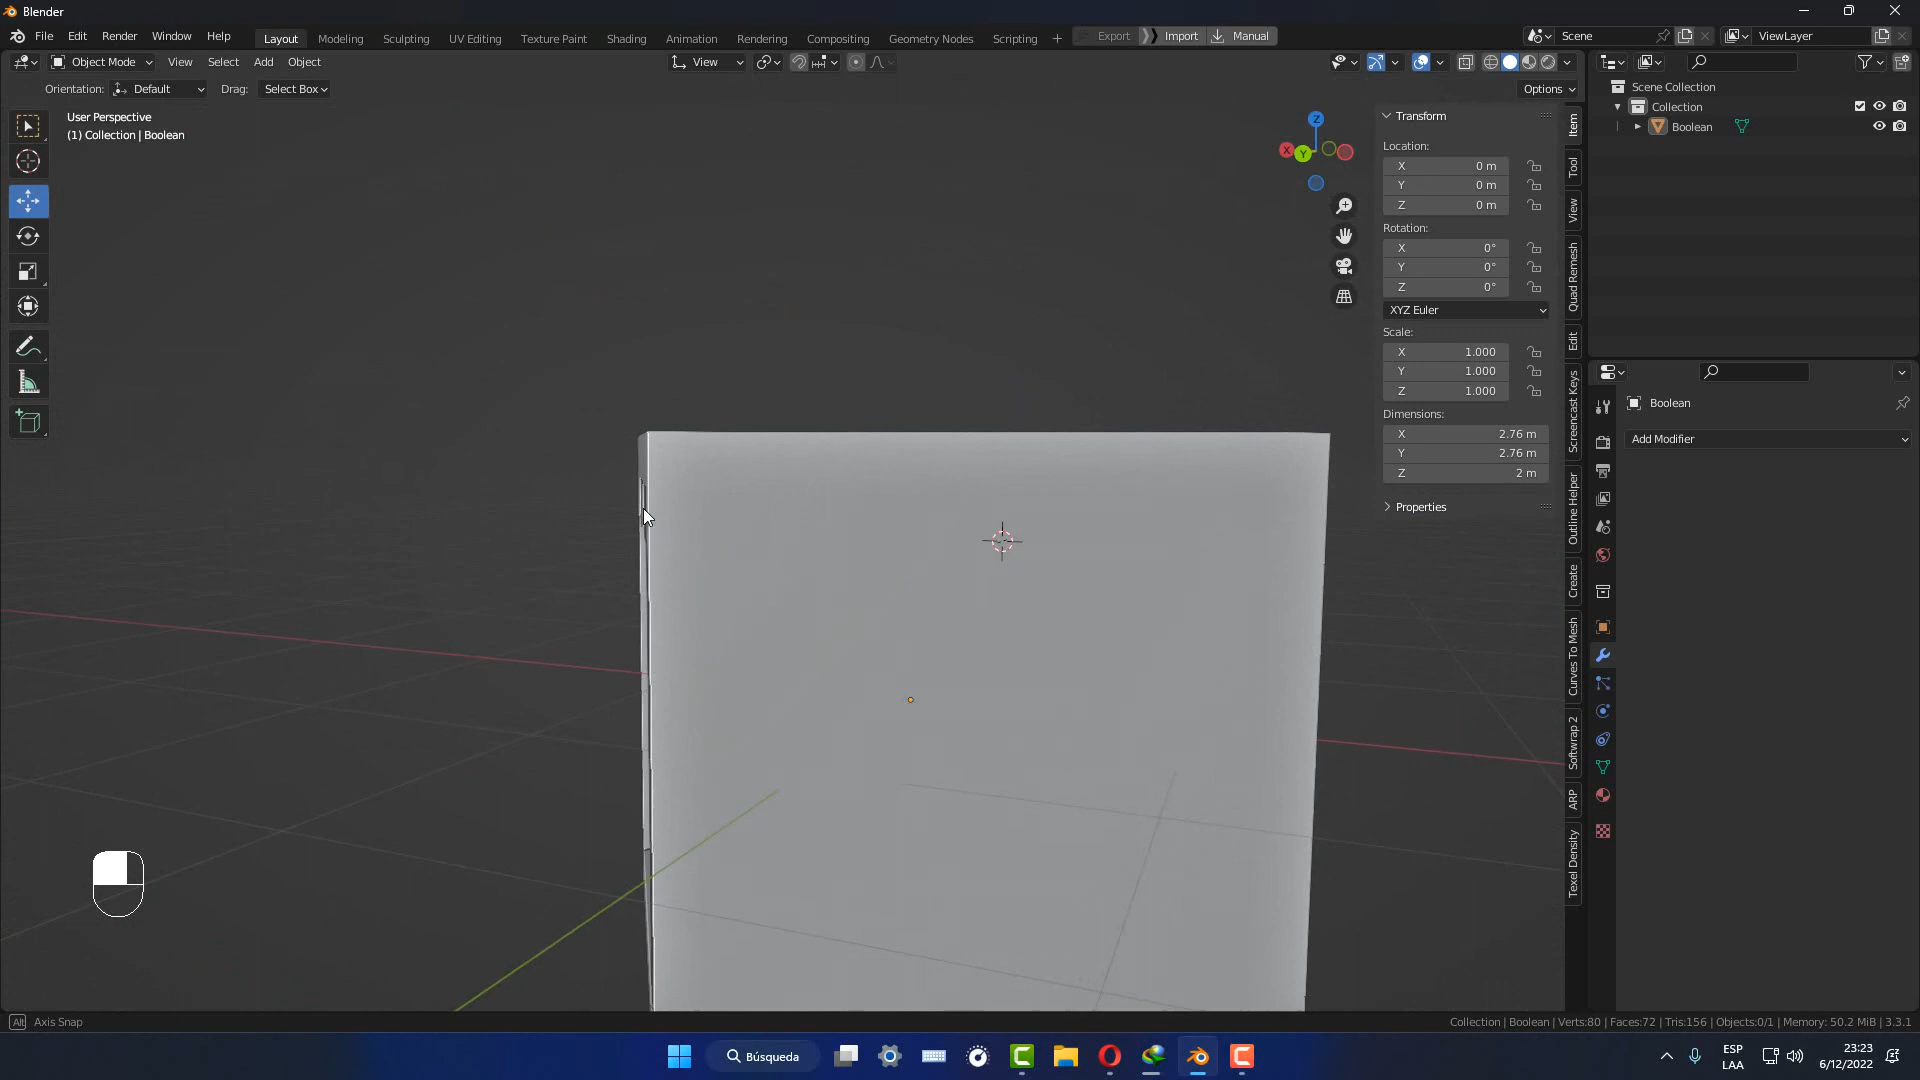 Blender
File Edit Render Window Help Layout Modeling Sculpting UV Editing Texture Paint Shading Animation Rendering Compositing Geometry Nodes Scripting + Export Import Manual Scene ViewLayer
Object Mode View Select Add Object View
Orientation: Default Drag: Select Box Options
User Perspective
(1) Collection | Boolean
Z
X
Y
Transform
Location:
X 0 m
Y 0 m
Z 0 m
Rotation:
X 0°
Y 0°
Z 0°
XYZ Euler
Scale:
X 1.000
Y 1.000
Z 1.000
Dimensions:
X 2.76 m
Y 2.76 m
Z 2 m
Properties
Item
Tool
View
Quad Remesh
Edit
Screencast Keys
Outline Helper
Create
Curves To Mesh
Softwrap 2
ARP
Texel Density
Scene Collection
Collection
Boolean
Boolean
Add Modifier
Alt Axis Snap
Collection | Boolean | Verts:80 | Faces:72 | Tris:156 | Objects:0/1 | Memory: 50.2 MiB | 3.3.1
Búsqueda
ESP
LAA
23:23
6/12/2022